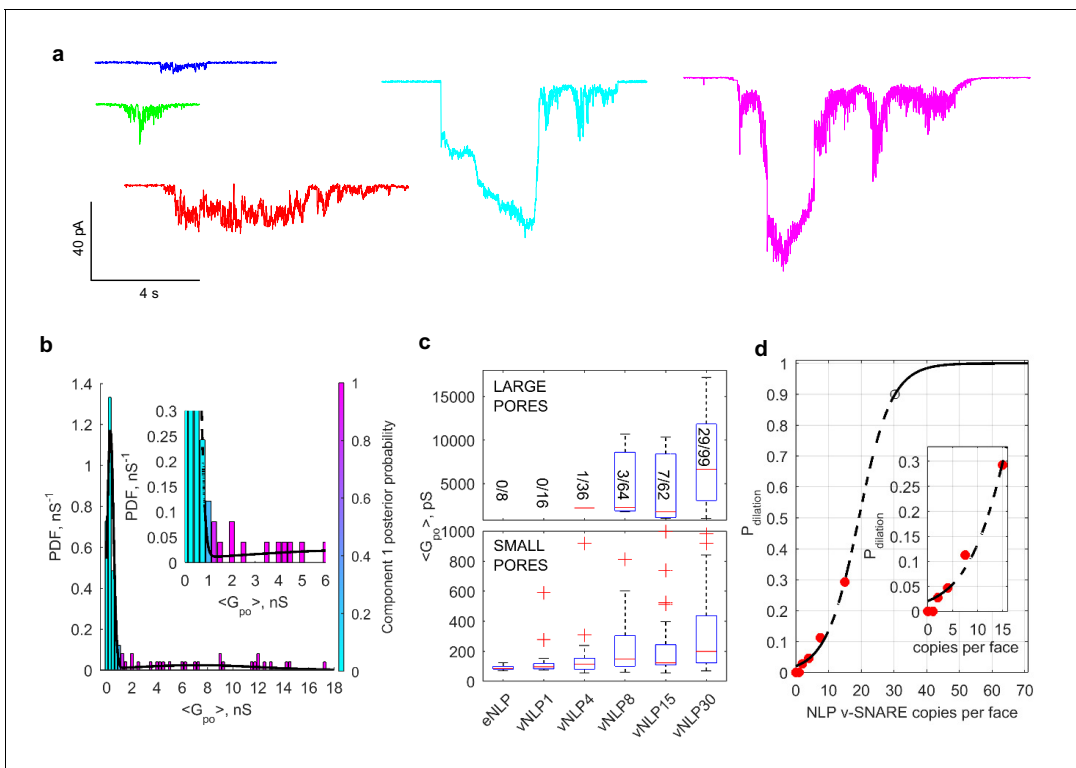 a
40 pA
4 s
b
PDF, nS⁻¹
1.4
1.2
1.0
0.8
0.6
0.4
0.2
0
0 2 4 6 8 10 12 14 16 18
<G_po>, nS
PDF, nS⁻¹
0.3
0.25
0.2
0.15
0.1
0.05
0
0 1 2 3 4 5 6
<G_po>, nS
1
0.8
0.6
0.4
0.2
0
Component 1 posterior probability
c
<G_po>, pS
LARGE
PORES
15000
10000
5000
0/8
0/16
1/36
3/64
7/62
29/99
SMALL
PORES
1000
800
600
400
200
0
eNLP
vNLP1
vNLP4
vNLP8
vNLP15
vNLP30
d
P_dilation
1
0.9
0.8
0.7
0.6
0.5
0.4
0.3
0.2
0.1
0
0 10 20 30 40 50 60 70
NLP v-SNARE copies per face
P_dilation
0.3
0.25
0.2
0.15
0.1
0.05
0
0 5 10 15
copies per face